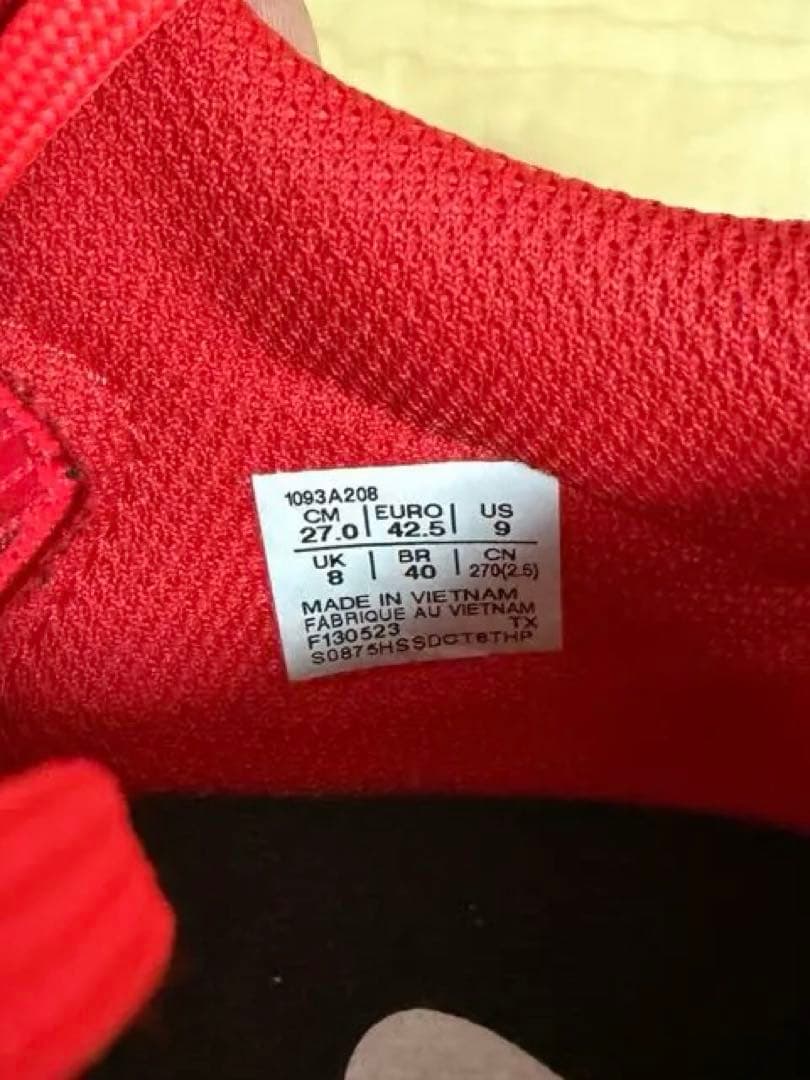 1093A208
CM | EURO | US
27.0 | 42.5 | 9
UK | BR | CN
8 | 40 | 270(2.5)
MADE IN VIETNAM
FABRIQUE AU VIETNAM
F130523 TX
S0875HSSDCT8THP